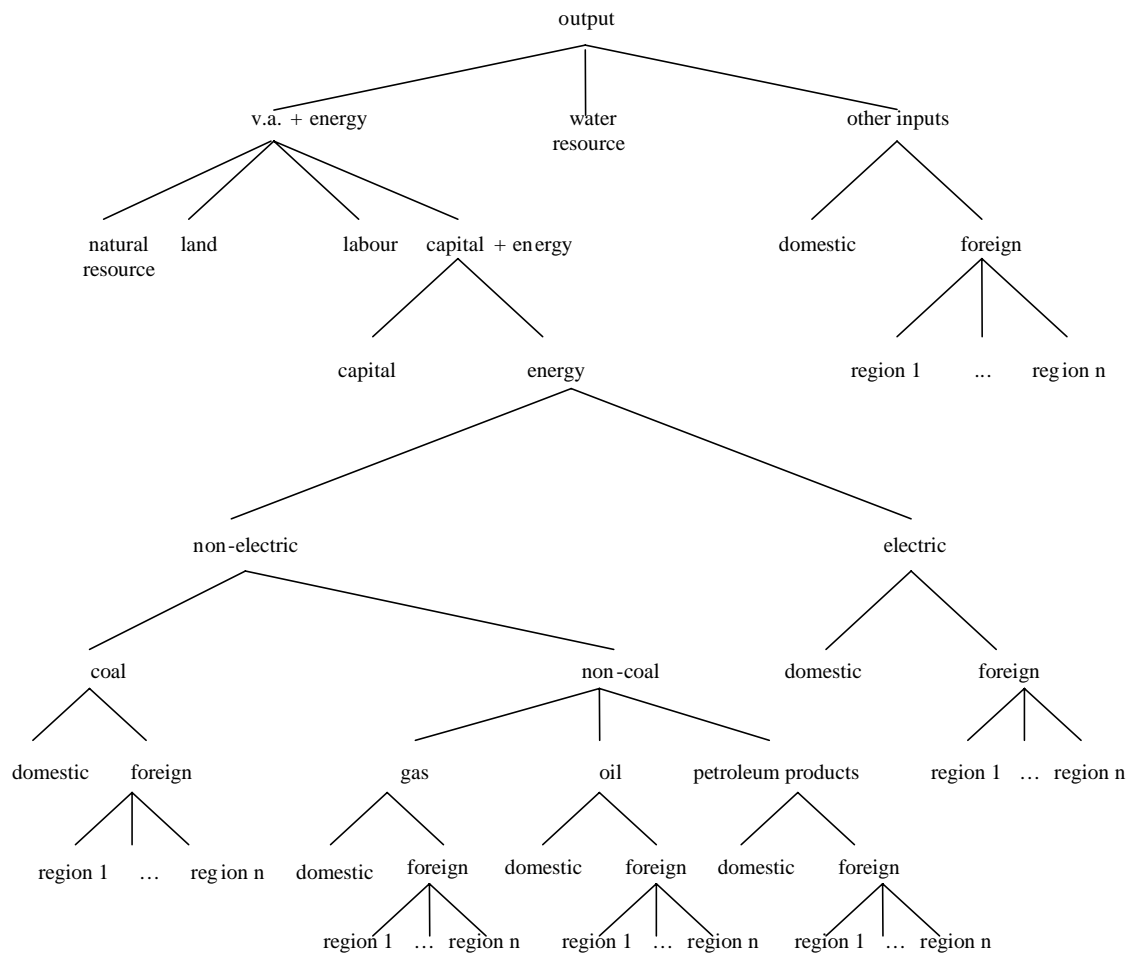 output
v.a. + energy
water
resource
other inputs
natural
resource
land
labour
capital + energy
domestic
foreign
capital
energy
region 1 ... region n
non-electric
electric
coal
non-coal
domestic
foreign
domestic
foreign
gas
oil
petroleum products
region 1 ... region n
region 1 ... region n
domestic
foreign
domestic
foreign
domestic
foreign
region 1 ... region n
region 1 ... region n
region 1 ... region n